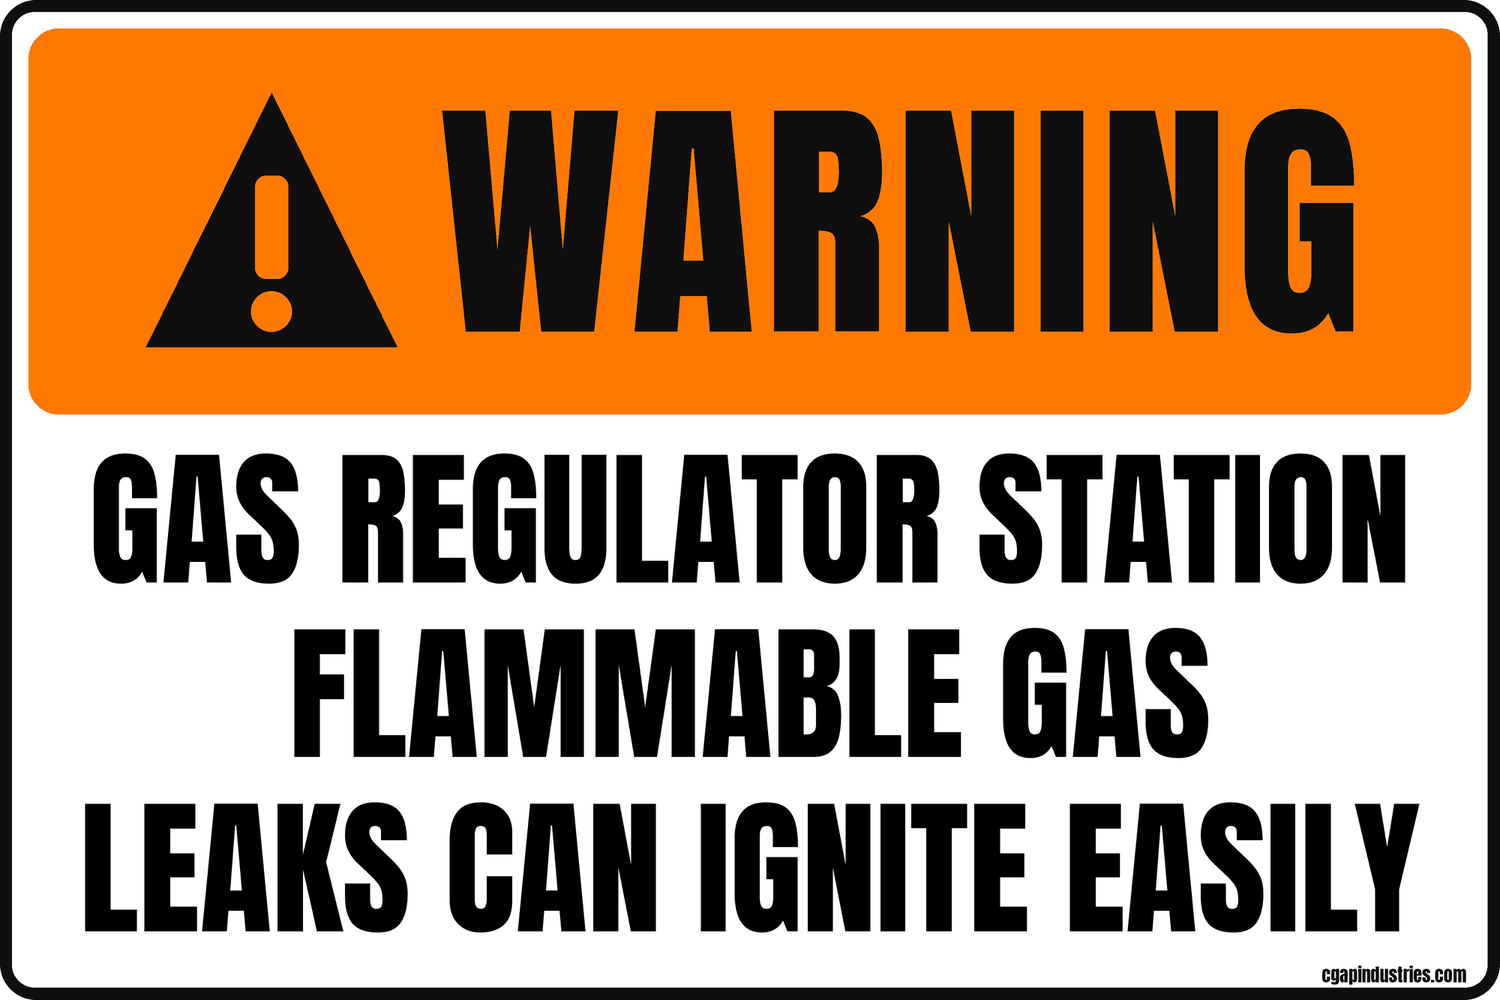 WARNING
GAS REGULATOR STATION
FLAMMABLE GAS
LEAKS CAN IGNITE EASILY
cgapindustries.com